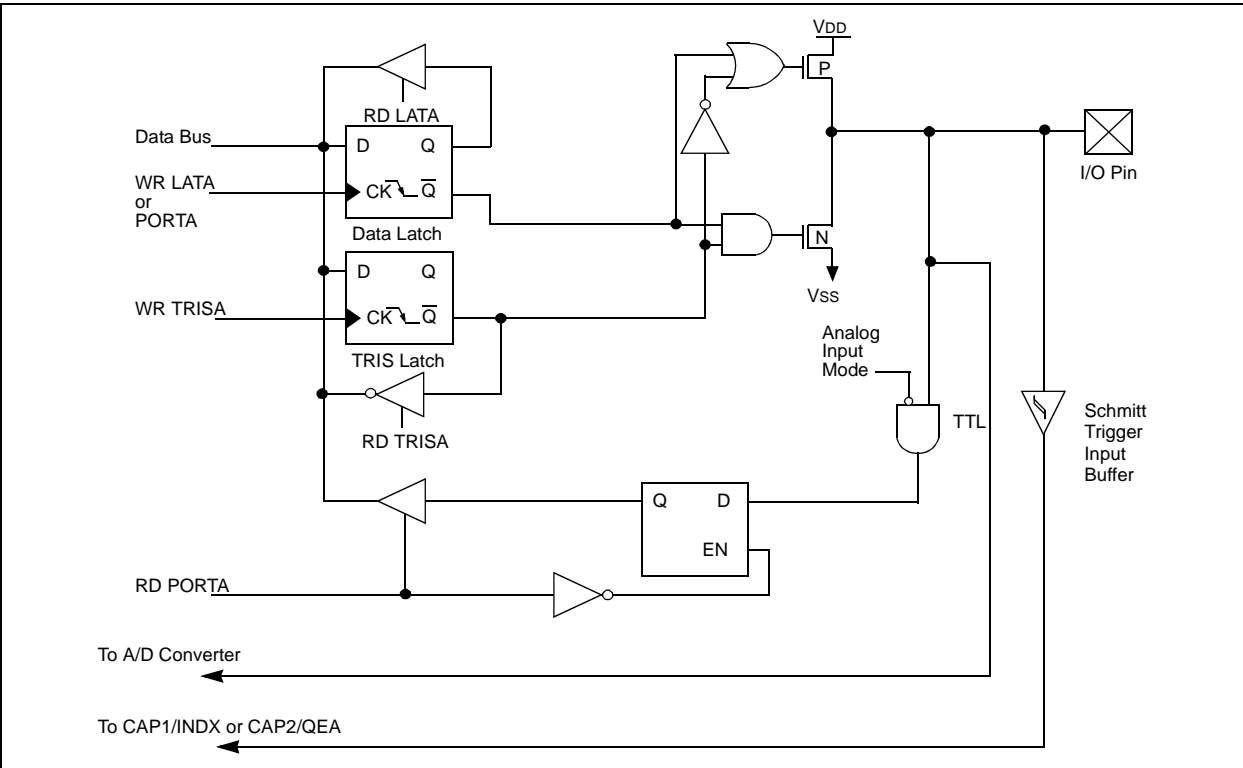 VDD
P
RD LATA
Data Bus
D Q
I/O Pin
WR LATA
or
PORTA
CK Q̅
Data Latch
N
VSS
D Q
WR TRISA
CK Q̅
TRIS Latch
Analog
Input
Mode
RD TRISA
TTL
Schmitt
Trigger
Input
Buffer
Q D
EN
RD PORTA
To A/D Converter
To CAP1/INDX or CAP2/QEA